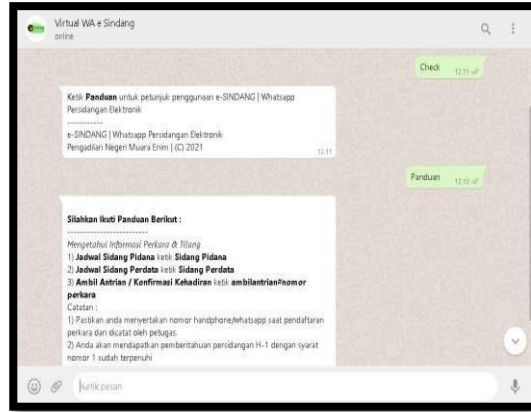 Virtual WA e Sindang
online
Check
12.11
Ketik Panduan untuk petunjuk penggunaan e-SINDANG | Whatsapp
Persidangan Elektronik
-----------
e-SINDANG | Whatsapp Persidangan Elektronik
Pengadilan Negeri Muara Enim | (C) 2021
12.11
Panduan
12.12
Silahkan Ikuti Panduan Berikut :
-------------------------
Mengetahui Informasi Perkara & Tilang
1) Jadwal Sidang Pidana ketik Sidang Pidana
2) Jadwal Sidang Perdata ketik Sidang Perdata
3) Ambil Antrian / Konfirmasi Kehadiran ketik ambilantrian#nomor
perkara
Catatan :
1) Pastikan anda menyertakan nomor handphone/whatsapp saat pendaftaran
perkara dan dicatat oleh petugas.
2) Anda akan mendapatkan pemberitahuan persidangan H-1 dengan syarat
nomor 1 sudah terpenuhi
Ketik pesan